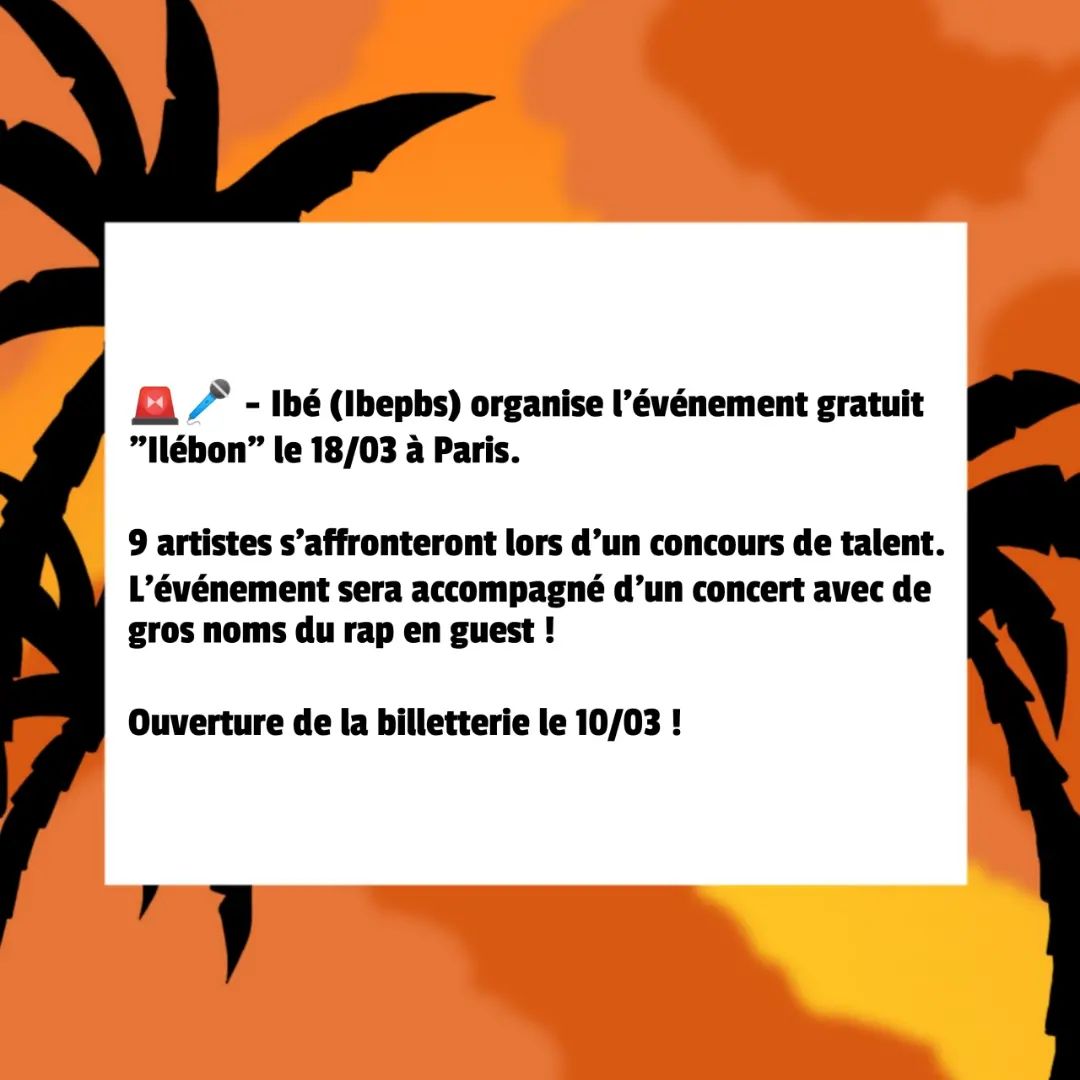 🚨🎤 - Ibé (Ibepbs) organise l’événement gratuit
”Ilébon” le 18/03 à Paris.
9 artistes s’affronteront lors d’un concours de talent.
L’événement sera accompagné d’un concert avec de
gros noms du rap en guest !
Ouverture de la billetterie le 10/03 !